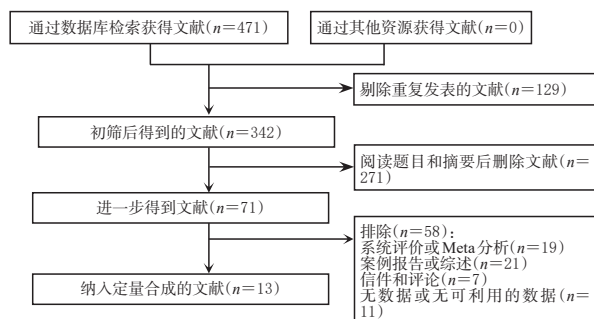 通过数据库检索获得文献(n=471)
通过其他资源获得文献(n=0)
剔除重复发表的文献(n=129)
初筛后得到的文献(n=342)
阅读题目和摘要后删除文献(n=
271)
进一步得到文献(n=71)
排除(n=58)：
系统评价或Meta分析(n=19)
案例报告或综述(n=21)
信件和评论(n=7)
无数据或无可利用的数据(n=
11)
纳入定量合成的文献(n=13)